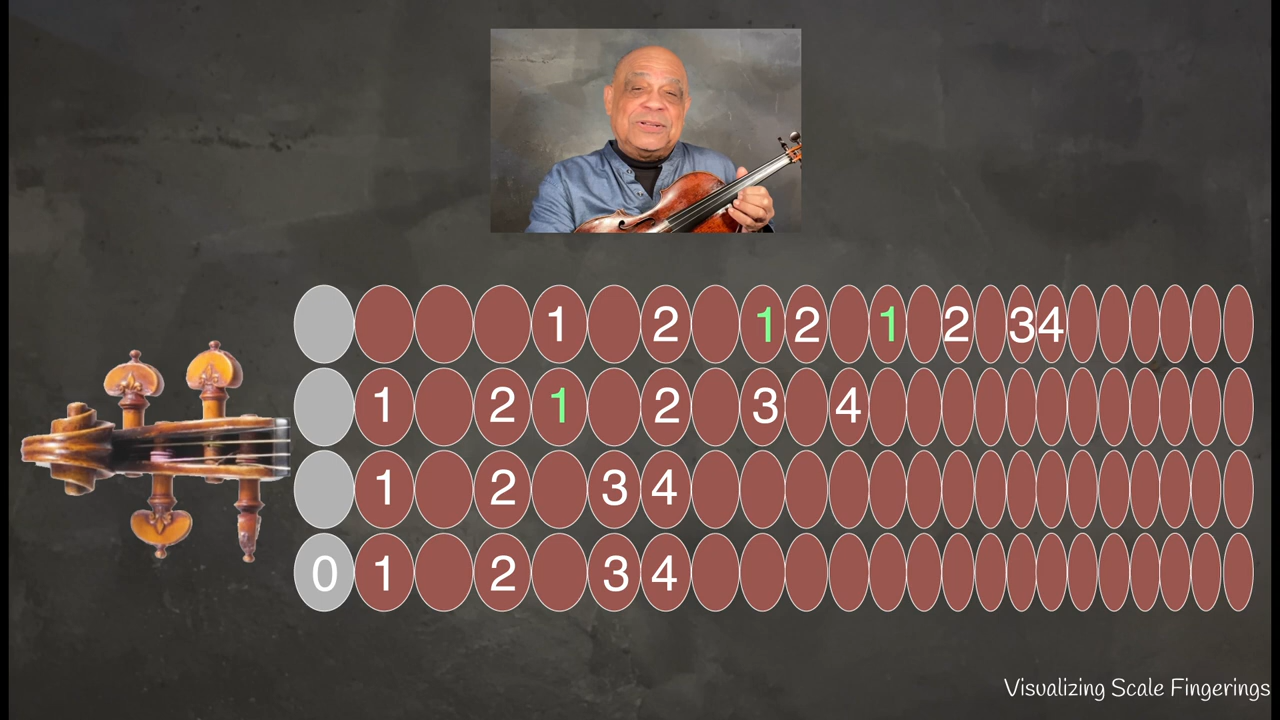 1 2 1 2 1 2 3 4
1 2 1 2 3 4
1 2 3 4
0 1 2 3 4
Visualizing Scale Fingerings